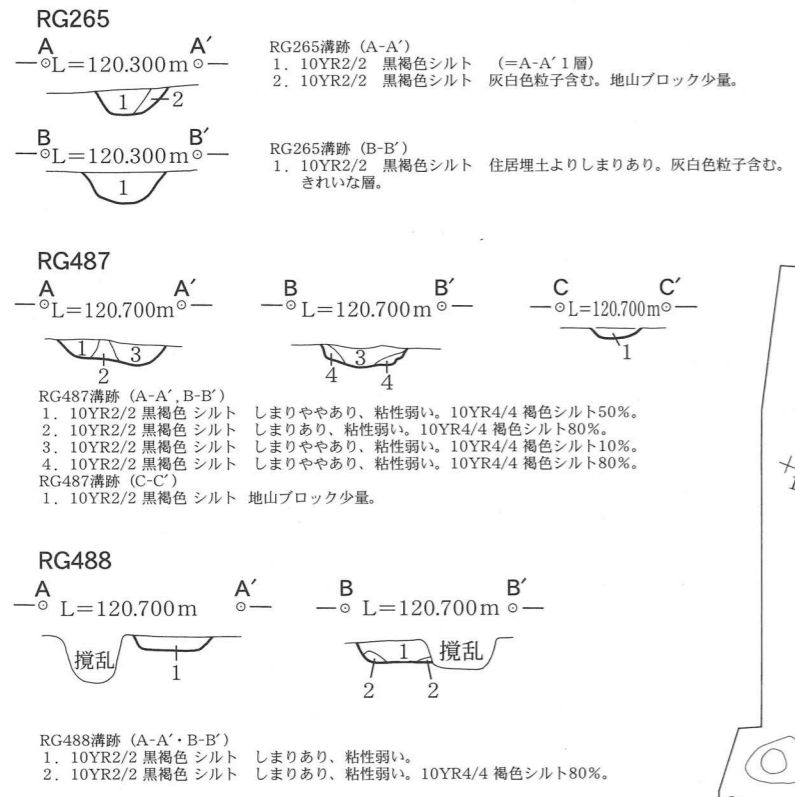 RG265
A A′
L=120.300m
1 2
RG265溝跡 (A-A′)
1. 10YR2/2 黒褐色シルト (=A-A′1層)
2. 10YR2/2 黒褐色シルト 灰白色粒子含む。地山ブロック少量。
B B′
L=120.300m
1
RG265溝跡 (B-B′)
1. 10YR2/2 黒褐色シルト 住居埋土よりしまりあり。灰白色粒子含む。
きれいな層。
RG487
A A′ B B′ C C′
L=120.700m L=120.700m L=120.700m
1 3 3
2 4 4 1
RG487溝跡 (A-A′,B-B′)
1. 10YR2/2 黒褐色 シルト しまりややあり、粘性弱い。10YR4/4 褐色シルト50%。
2. 10YR2/2 黒褐色 シルト しまりあり、粘性弱い。10YR4/4 褐色シルト80%。
3. 10YR2/2 黒褐色 シルト しまりややあり、粘性弱い。10YR4/4 褐色シルト10%。
4. 10YR2/2 黒褐色 シルト しまりややあり、粘性弱い。10YR4/4 褐色シルト80%。
RG487溝跡 (C-C′)
1. 10YR2/2 黒褐色 シルト 地山ブロック少量。
RG488
A A′ B B′
L=120.700m L=120.700m
撹乱 1 1 撹乱
2 2
RG488溝跡 (A-A′・B-B′)
1. 10YR2/2 黒褐色 シルト しまりあり、粘性弱い。
2. 10YR2/2 黒褐色 シルト しまりあり、粘性弱い。10YR4/4 褐色シルト80%。